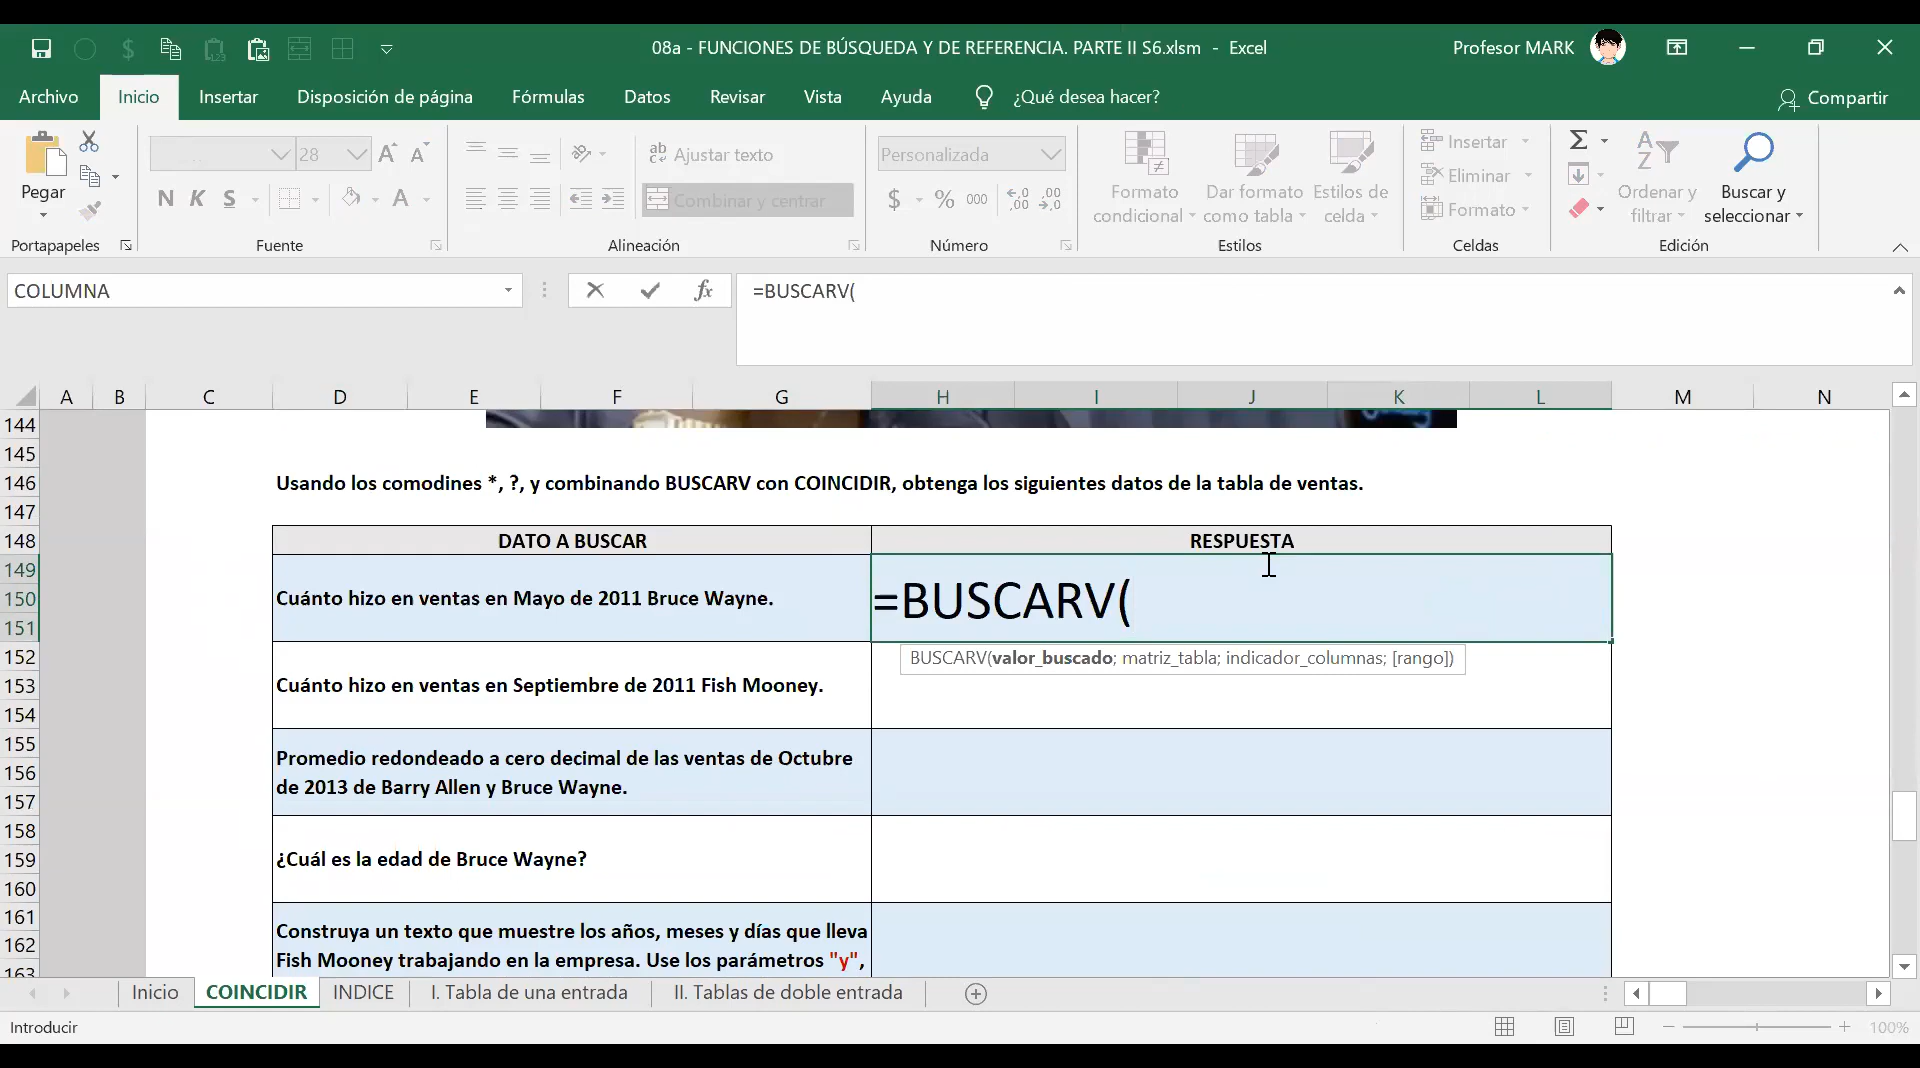 08a - FUNCIONES DE BÚSQUEDA Y DE REFERENCIA. PARTE II S6.xlsm - Excel
Profesor MARK
Archivo
Inicio
Insertar
Disposición de página
Fórmulas
Datos
Revisar
Vista
Ayuda
¿Qué desea hacer?
Compartir
Pegar
Portapapeles
28
N K S
Fuente
Ajustar texto
Combinar y centrar
Alineación
Personalizada
$ % 000
Número
Formato
condicional
Dar formato
como tabla
Estilos de
celda
Estilos
Insertar
Eliminar
Formato
Celdas
Ordenar y
filtrar
Buscar y
seleccionar
Edición
COLUMNA
fx
=BUSCARV(
A B C D E F G H I J K L M N
144
145
146
Usando los comodines *, ?, y combinando BUSCARV con COINCIDIR, obtenga los siguientes datos de la tabla de ventas.
147
148
DATO A BUSCAR
RESPUESTA
149
150
151
Cuánto hizo en ventas en Mayo de 2011 Bruce Wayne.
=BUSCARV(
BUSCARV(valor_buscado; matriz_tabla; indicador_columnas; [rango])
152
153
154
Cuánto hizo en ventas en Septiembre de 2011 Fish Mooney.
155
156
157
Promedio redondeado a cero decimal de las ventas de Octubre
de 2013 de Barry Allen y Bruce Wayne.
158
159
160
¿Cuál es la edad de Bruce Wayne?
161
162
163
Construya un texto que muestre los años, meses y días que lleva
Fish Mooney trabajando en la empresa. Use los parámetros "y",
Inicio
COINCIDIR
INDICE
I. Tabla de una entrada
II. Tablas de doble entrada
Introducir
100%